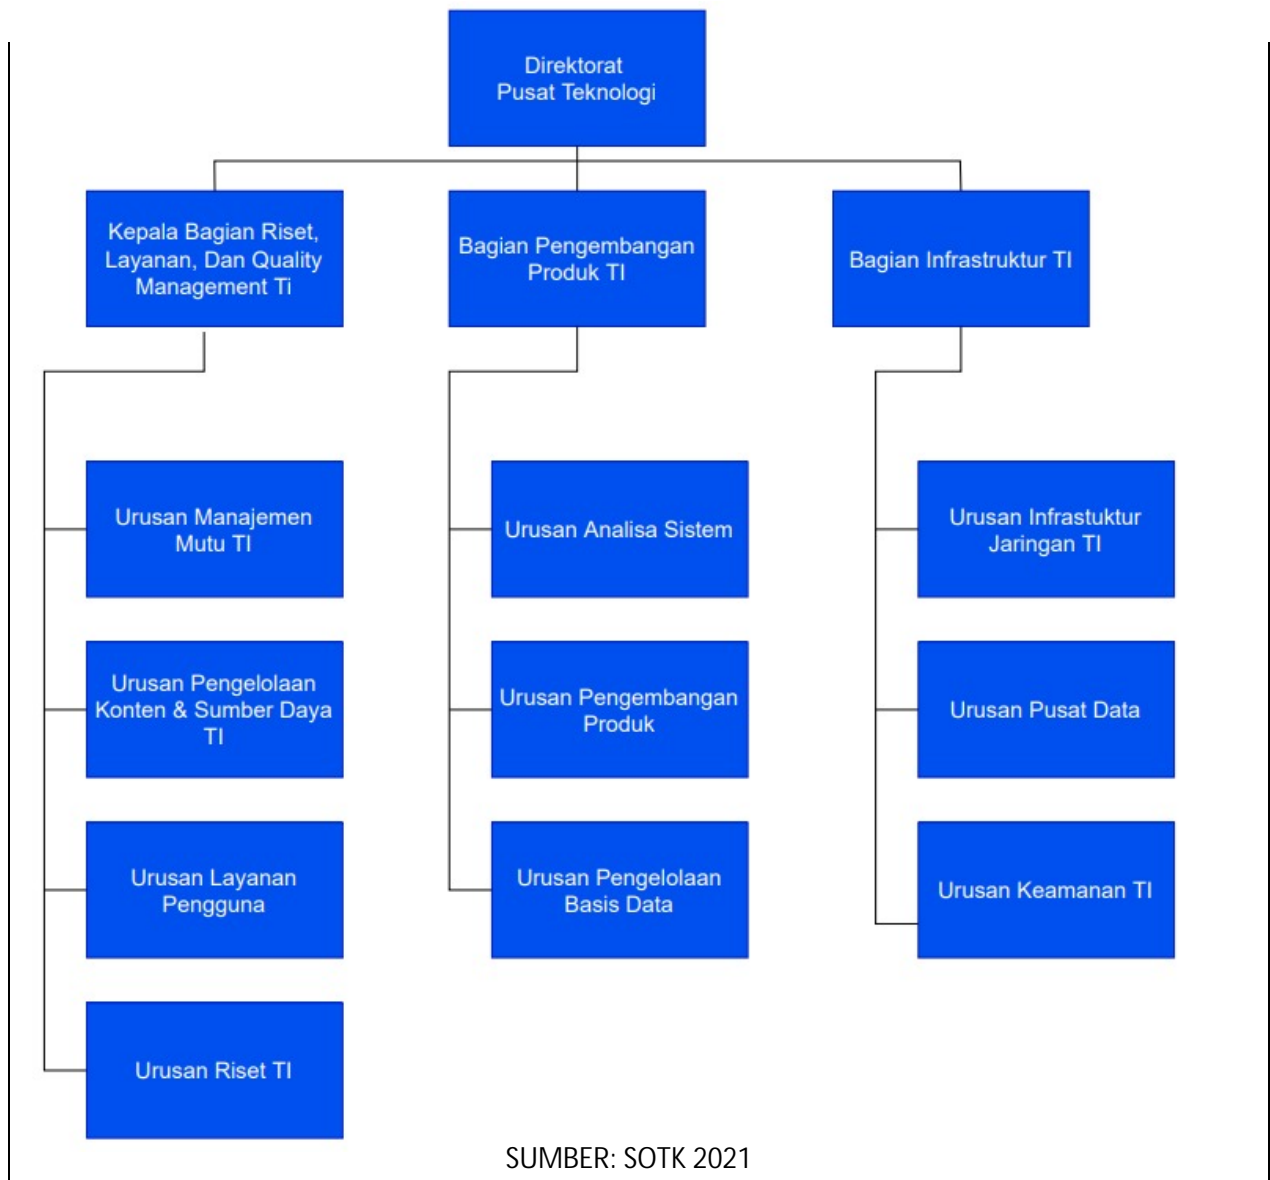 Direktorat
Pusat Teknologi
Kepala Bagian Riset,
Layanan, Dan Quality
Management Ti
Bagian Pengembangan
Produk TI
Bagian Infrastruktur TI
Urusan Manajemen
Mutu TI
Urusan Pengelolaan
Konten & Sumber Daya
TI
Urusan Layanan
Pengguna
Urusan Riset TI
Urusan Analisa Sistem
Urusan Pengembangan
Produk
Urusan Pengelolaan
Basis Data
Urusan Infrastuktur
Jaringan TI
Urusan Pusat Data
Urusan Keamanan TI
SUMBER: SOTK 2021